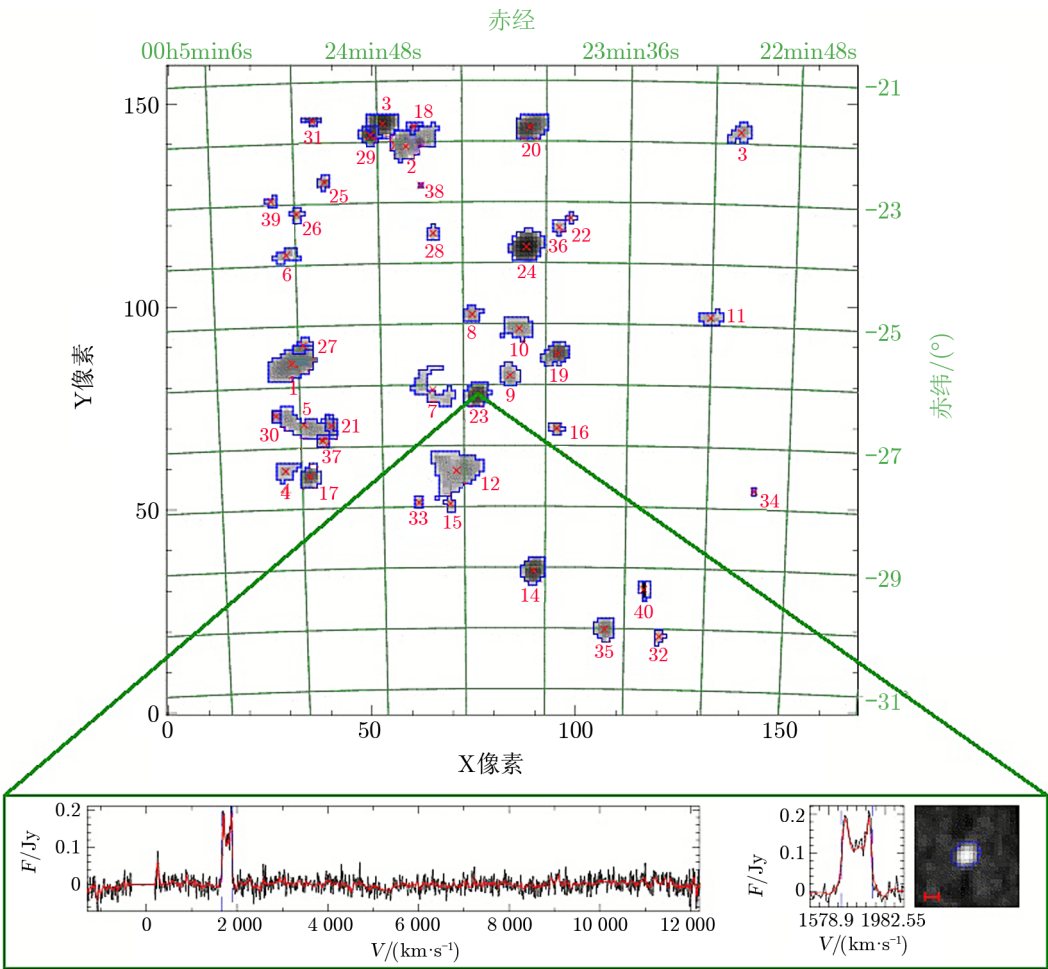 赤经
00h5min6s 24min48s 23min36s 22min48s
150
100
50
0
Y像素
0 50 100 150
X像素
−21
−23
−25
−27
−29
−31
赤纬/(°)
3 18
31 29 2 20 3
25 38
39 26 28 36 22
6 24
8 10 11
27 19
1 7 9
5 23
30 21 16
37
4 17 12 34
33 15
14 40
35 32
F/Jy
0.2
0.1
0
0 2 000 4 000 6 000 8 000 10 000 12 000
V/(km·s⁻¹)
F/Jy
0.2
0.1
0
1578.9 1982.55
V/(km·s⁻¹)